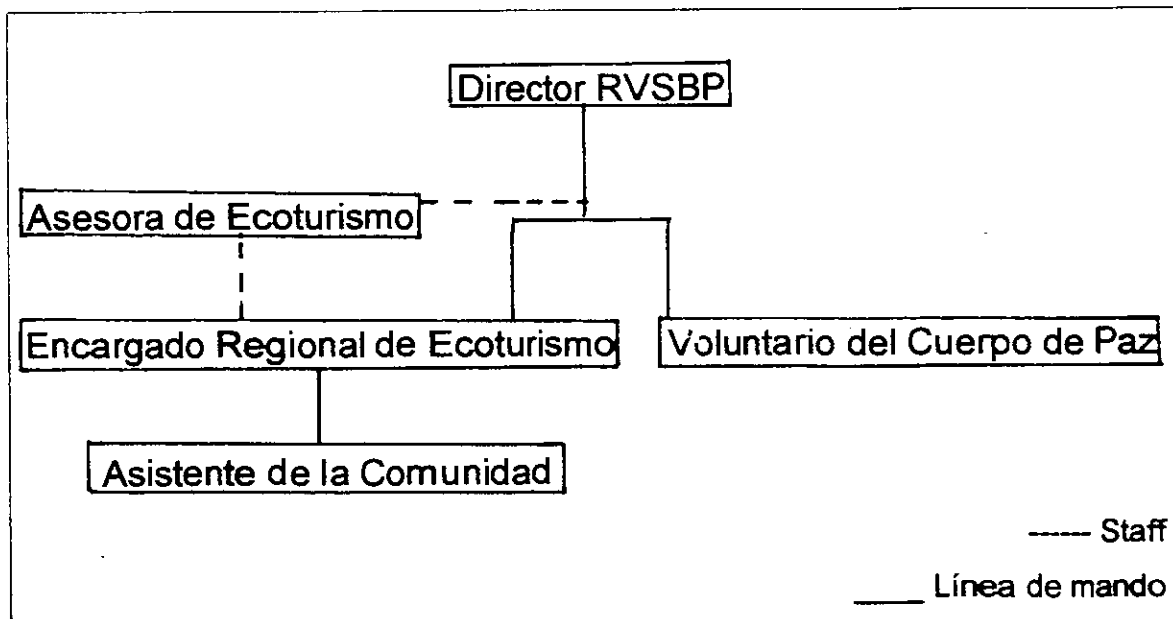 Director RVSBP
Asesora de Ecoturismo
Encargado Regional de Ecoturismo
Voluntario del Cuerpo de Paz
Asistente de la Comunidad
------ Staff
____ Línea de mando